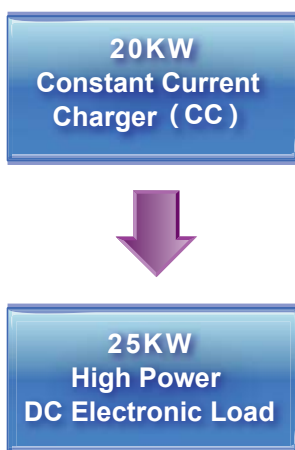 20KW
Constant Current
Charger（CC）
25KW
High Power
DC Electronic Load